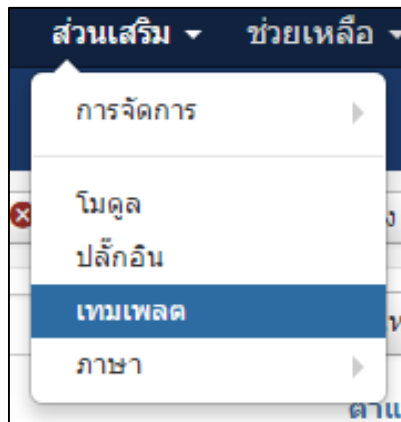 ส่วนเสริม ช่วยเหลือ
การจัดการ
โมดูล
ปลั๊กอิน
เทมเพลต
ภาษา